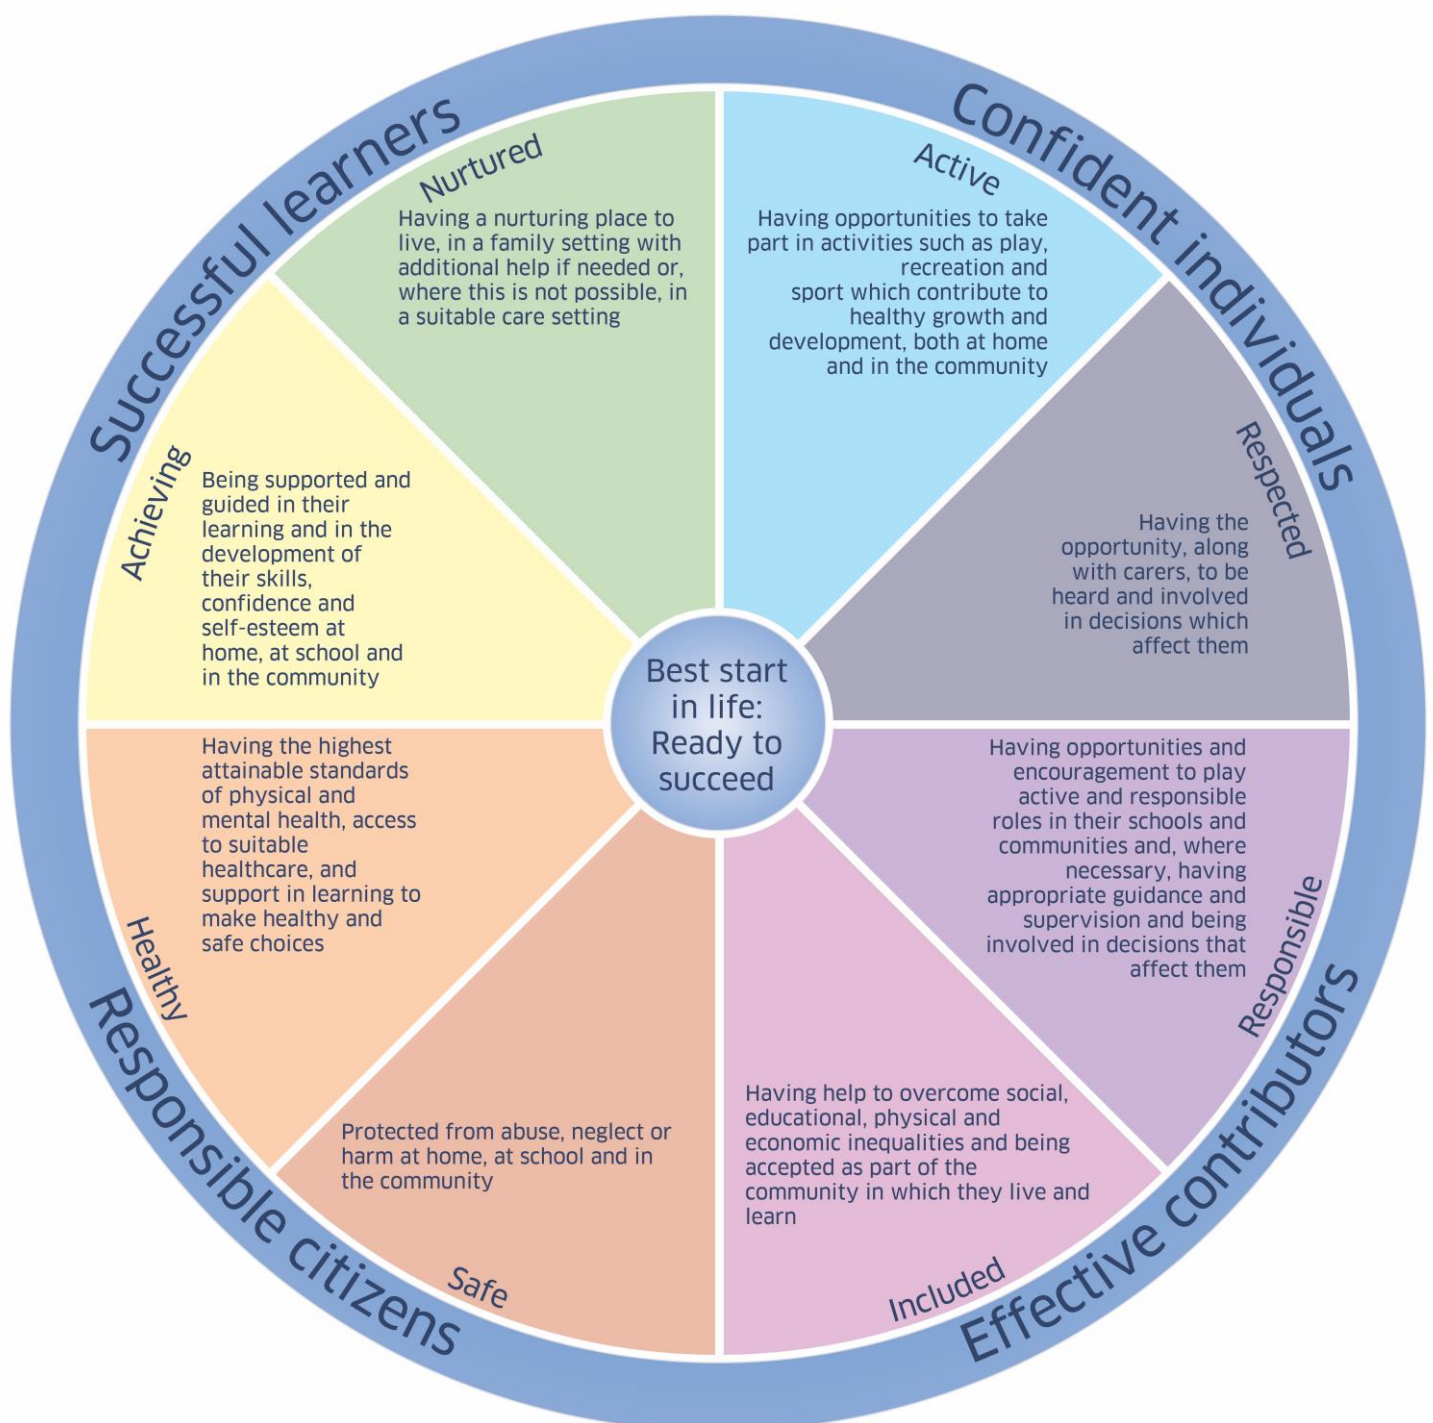 Successful learners
Confident individuals
Nurtured
Having a nurturing place to
live, in a family setting with
additional help if needed or,
where this is not possible, in
a suitable care setting
Active
Having opportunities to take
part in activities such as play,
recreation and
sport which contribute to
healthy growth and
development, both at home
and in the community
Achieving
Being supported and
guided in their
learning and in the
development of
their skills,
confidence and
self-esteem at
home, at school and
in the community
Respected
Having the
opportunity, along
with carers, to be
heard and involved
in decisions which
affect them
Best start
in life:
Ready to
succeed
Healthy
Having the highest
attainable standards
of physical and
mental health, access
to suitable
healthcare, and
support in learning to
make healthy and
safe choices
Responsible
Having opportunities and
encouragement to play
active and responsible
roles in their schools and
communities and, where
necessary, having
appropriate guidance and
supervision and being
involved in decisions that
affect them
Protected from abuse, neglect or
harm at home, at school and in
the community
Safe
Having help to overcome social,
educational, physical and
economic inequalities and being
accepted as part of the
community in which they live and
learn
Included
Responsible citizens
Effective contributors